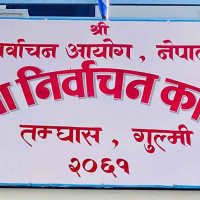 श्री
र्वाचन आयोग , नेपाल
ा निर्वाचन का
तम्घास , गुल्मी
२०६१